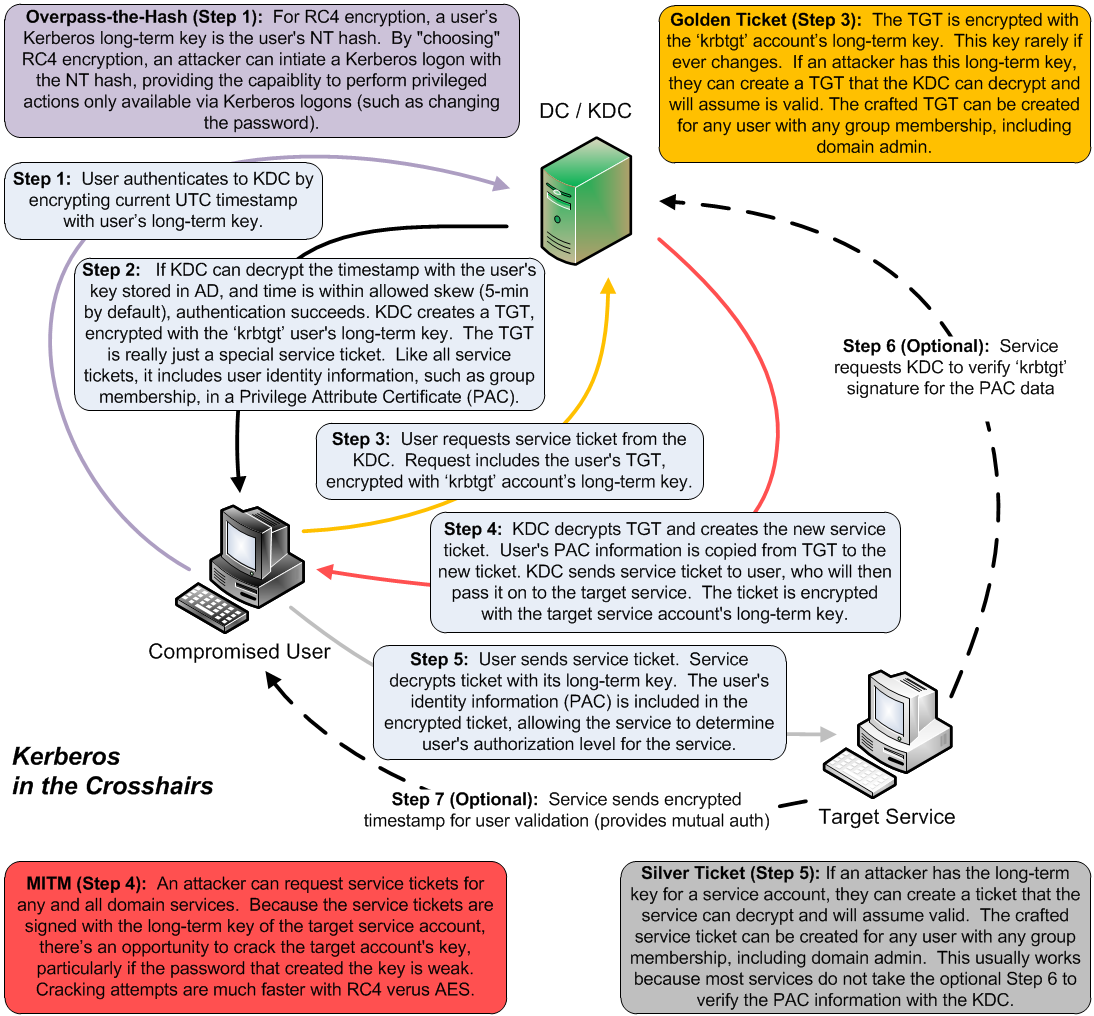 Overpass-the-Hash (Step 1):  For RC4 encryption, a user's
Kerberos long-term key is the user's NT hash.  By "choosing"
RC4 encryption, an attacker can intiate a Kerberos logon with
the NT hash, providing the capaiblity to perform privileged
actions only available via Kerberos logons (such as changing
the password).
Golden Ticket (Step 3):  The TGT is encrypted with
the ‘krbtgt’ account’s long-term key.  This key rarely if
ever changes.  If an attacker has this long-term key,
they can create a TGT that the KDC can decrypt and
will assume is valid. The crafted TGT can be created
for any user with any group membership, including
domain admin.
DC / KDC
Step 1:  User authenticates to KDC by
encrypting current UTC timestamp
with user’s long-term key.
Step 2:   If KDC can decrypt the timestamp with the user's
key stored in AD, and time is within allowed skew (5-min
by default), authentication succeeds. KDC creates a TGT,
encrypted with the ‘krbtgt’ user's long-term key.  The TGT
is really just a special service ticket.  Like all service
tickets, it includes user identity information, such as group
membership, in a Privilege Attribute Certificate (PAC).
Step 6 (Optional):  Service
requests KDC to verify ‘krbtgt’
signature for the PAC data
Step 3:  User requests service ticket from the
KDC.  Request includes the user's TGT,
encrypted with ‘krbtgt’ account’s long-term key.
Step 4:  KDC decrypts TGT and creates the new service
ticket.  User's PAC information is copied from TGT to the
new ticket. KDC sends service ticket to user, who will then
pass it on to the target service.  The ticket is encrypted
with the target service account's long-term key.
Compromised User
Step 5:  User sends service ticket.  Service
decrypts ticket with its long-term key.  The user's
identity information (PAC) is included in the
encrypted ticket, allowing the service to determine
user's authorization level for the service.
Kerberos
in the Crosshairs
Step 7 (Optional):  Service sends encrypted
timestamp for user validation (provides mutual auth)
Target Service
MITM (Step 4):  An attacker can request service tickets for
any and all domain services.  Because the service tickets are
signed with the long-term key of the target service account,
there’s an opportunity to crack the target account's key,
particularly if the password that created the key is weak.
Cracking attempts are much faster with RC4 verus AES.
Silver Ticket (Step 5): If an attacker has the long-term
key for a service account, they can create a ticket that the
service can decrypt and will assume valid.  The crafted
service ticket can be created for any user with any group
membership, including domain admin.  This usually works
because most services do not take the optional Step 6 to
verify the PAC information with the KDC.